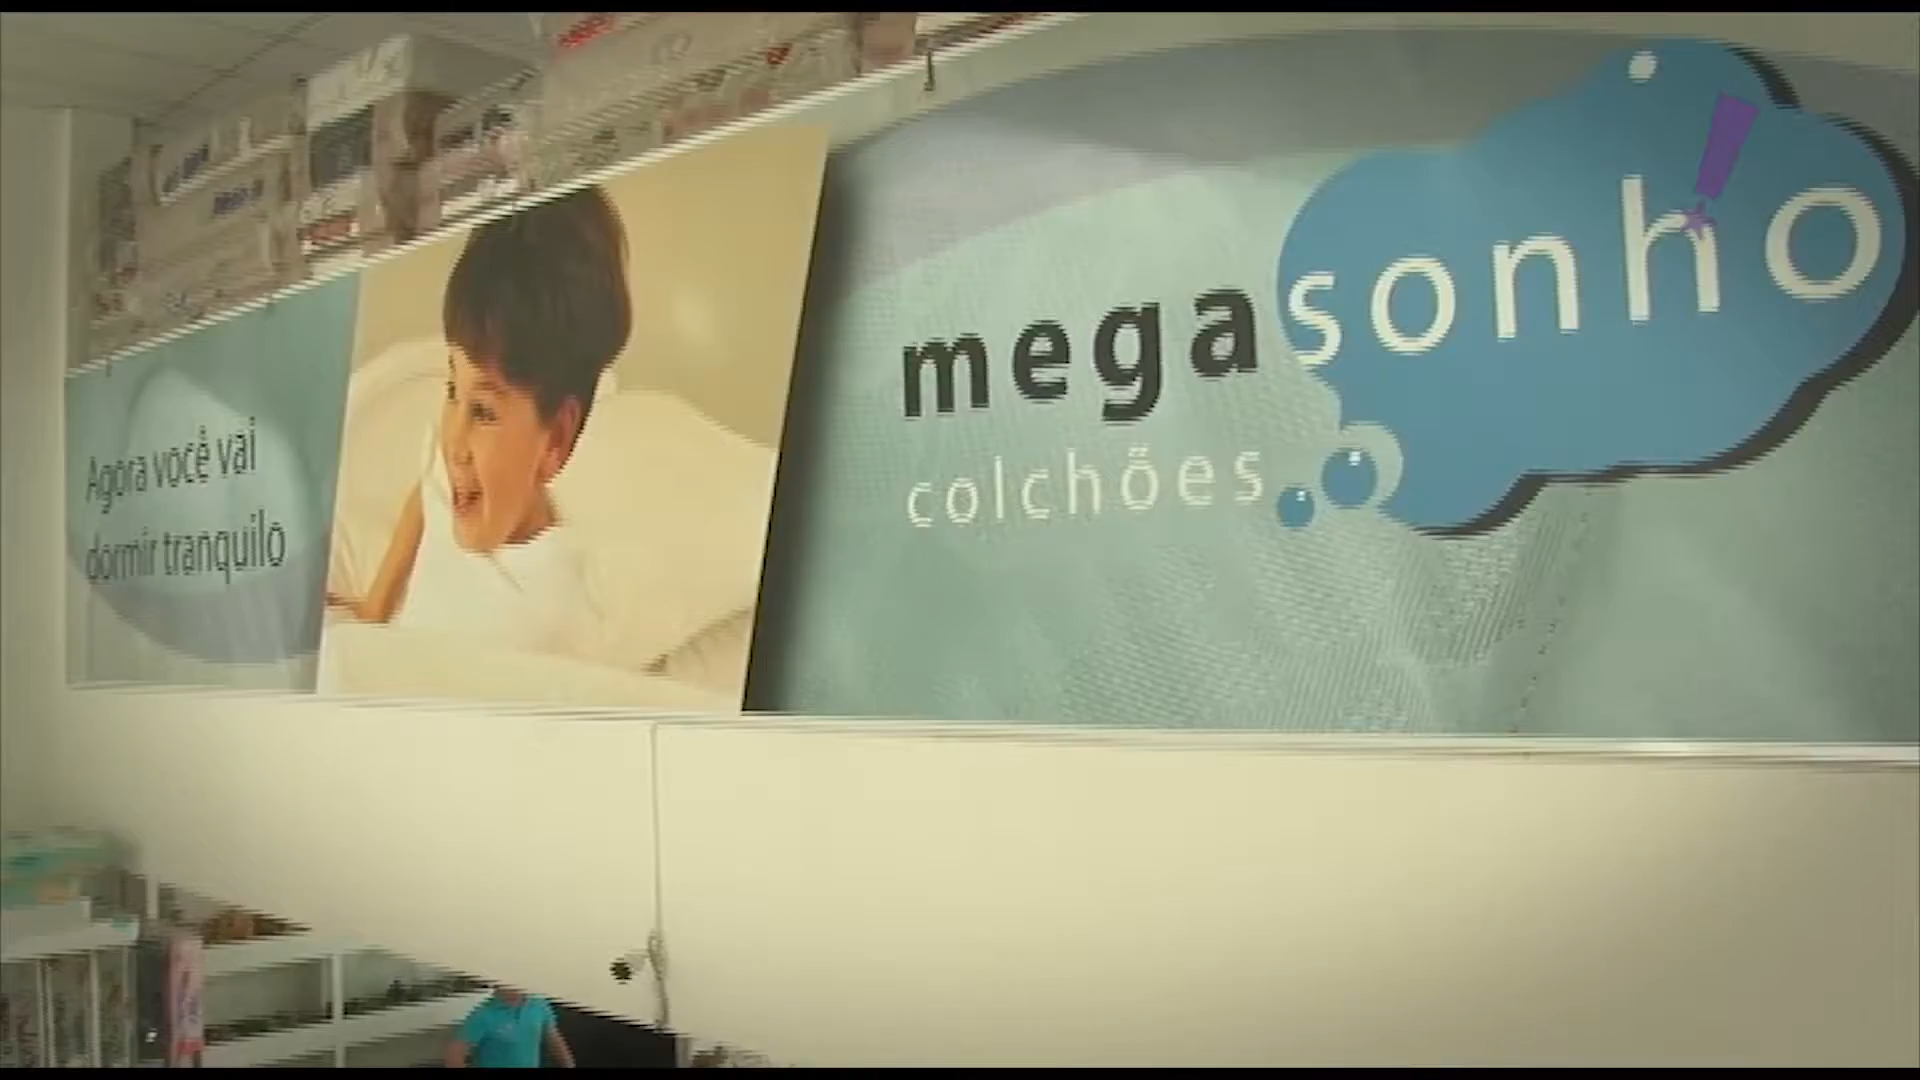 Agora você vai
dormir tranquilo
megasonho!
colchões